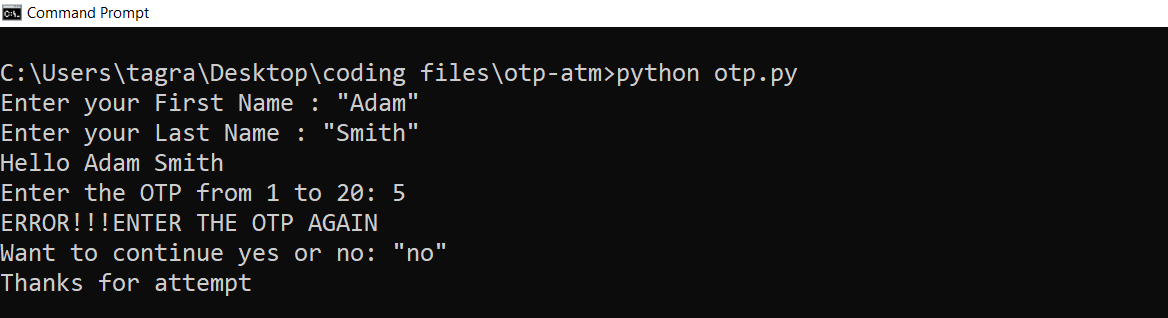 Command Prompt
C:\Users\tagra\Desktop\coding files\otp-atm>python otp.py
Enter your First Name : "Adam"
Enter your Last Name : "Smith"
Hello Adam Smith
Enter the OTP from 1 to 20: 5
ERROR!!!ENTER THE OTP AGAIN
Want to continue yes or no: "no"
Thanks for attempt